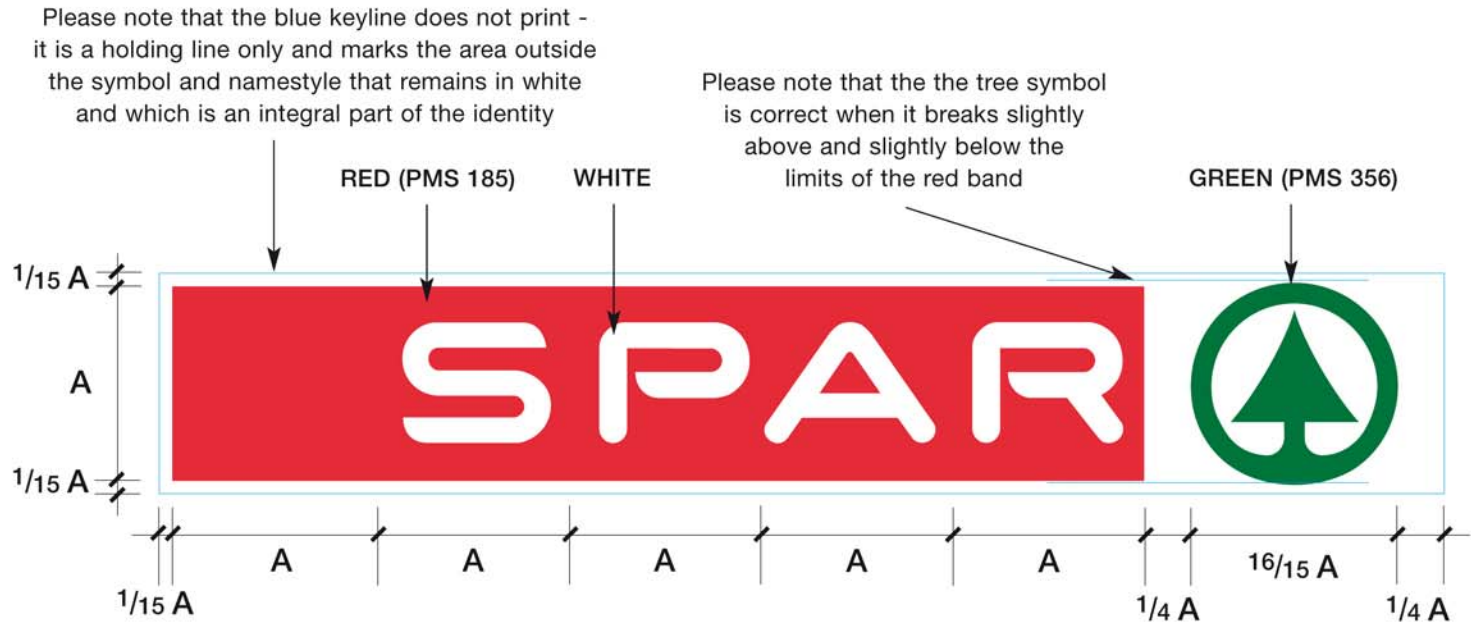 Please note that the blue keyline does not print -
it is a holding line only and marks the area outside
the symbol and namestyle that remains in white
and which is an integral part of the identity
Please note that the the tree symbol
is correct when it breaks slightly
above and slightly below the
limits of the red band
RED (PMS 185)
WHITE
GREEN (PMS 356)
1/15 A
A
1/15 A
SPAR
A
A
A
A
A
16/15 A
1/15 A
1/4 A
1/4 A